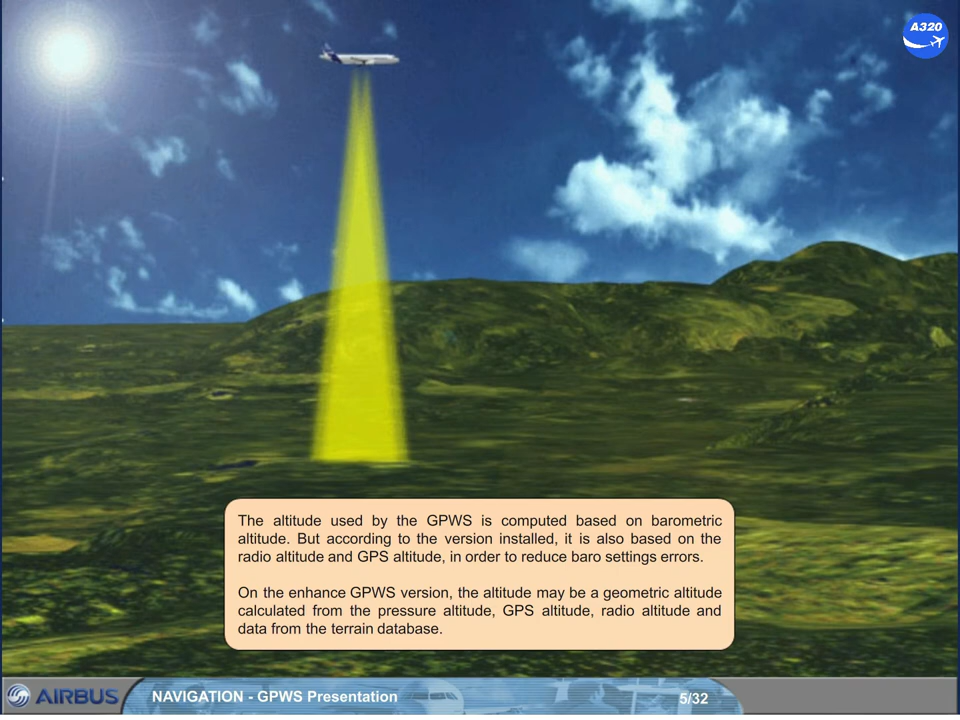 A320
The altitude used by the GPWS is computed based on barometric
altitude. But according to the version installed, it is also based on the
radio altitude and GPS altitude, in order to reduce baro settings errors.
On the enhance GPWS version, the altitude may be a geometric altitude
calculated from the pressure altitude, GPS altitude, radio altitude and
data from the terrain database.
AIRBUS
NAVIGATION - GPWS Presentation
5/32